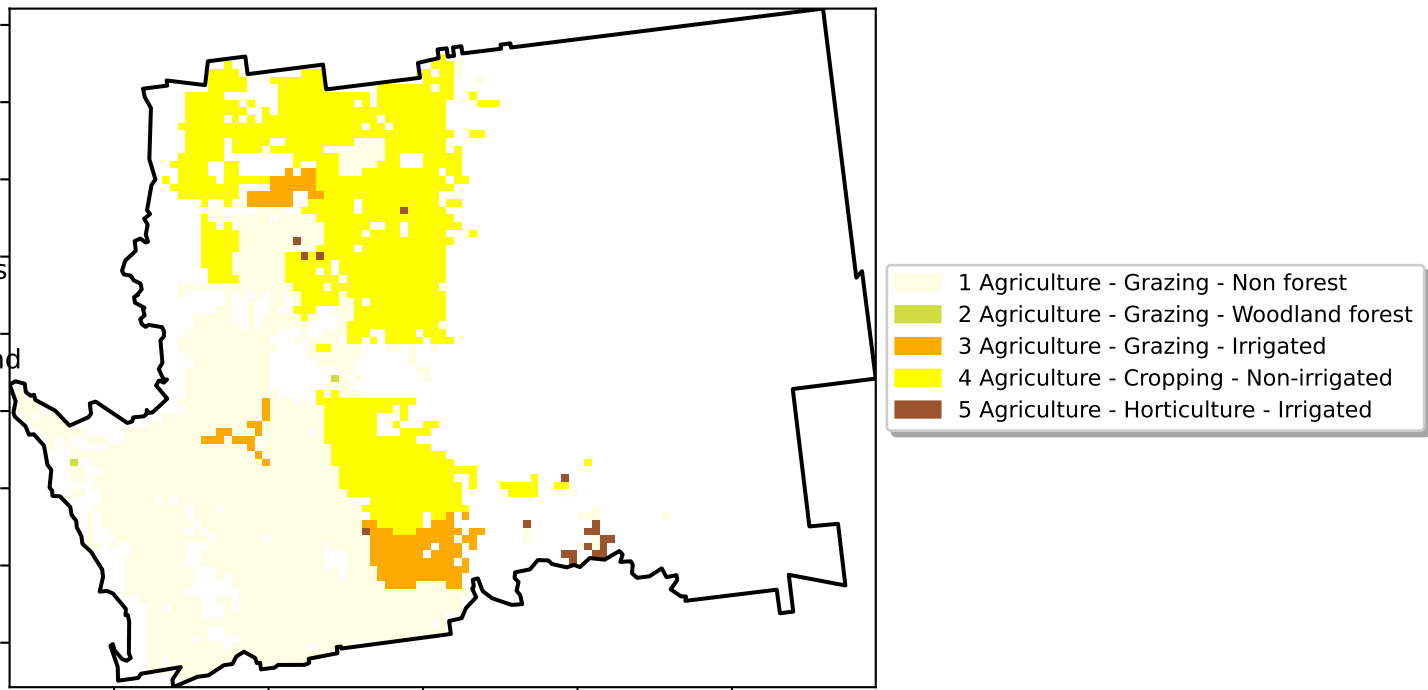 s
nd
1 Agriculture - Grazing - Non forest
2 Agriculture - Grazing - Woodland forest
3 Agriculture - Grazing - Irrigated
4 Agriculture - Cropping - Non-irrigated
5 Agriculture - Horticulture - Irrigated